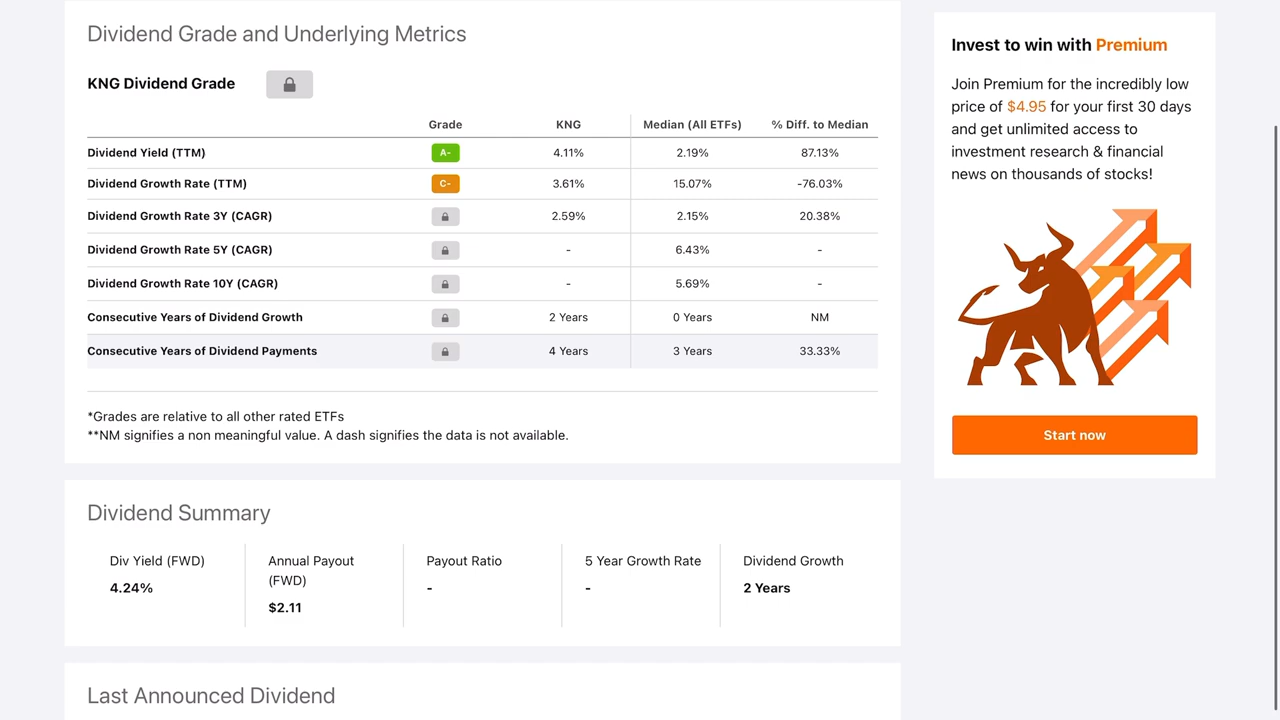 Dividend Grade and Underlying Metrics
KNG Dividend Grade
Grade KNG Median (All ETFs) % Diff. to Median
Dividend Yield (TTM) A- 4.11% 2.19% 87.13%
Dividend Growth Rate (TTM) C- 3.61% 15.07% -76.03%
Dividend Growth Rate 3Y (CAGR) 2.59% 2.15% 20.38%
Dividend Growth Rate 5Y (CAGR) - 6.43% -
Dividend Growth Rate 10Y (CAGR) - 5.69% -
Consecutive Years of Dividend Growth 2 Years 0 Years NM
Consecutive Years of Dividend Payments 4 Years 3 Years 33.33%
*Grades are relative to all other rated ETFs
**NM signifies a non meaningful value. A dash signifies the data is not available.
Dividend Summary
Div Yield (FWD)
4.24%
Annual Payout
(FWD)
$2.11
Payout Ratio
-
5 Year Growth Rate
-
Dividend Growth
2 Years
Last Announced Dividend
Invest to win with Premium
Join Premium for the incredibly low
price of $4.95 for your first 30 days
and get unlimited access to
investment research & financial
news on thousands of stocks!
Start now